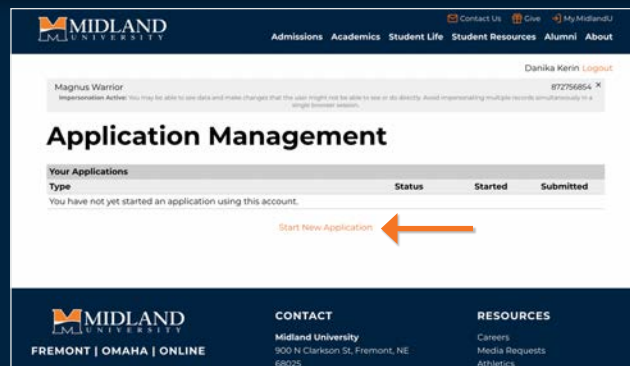 MIDLAND
UNIVERSITY
Contact Us Give My.MidlandU
Admissions Academics Student Life Student Resources Alumni About
Danika Kerin Logout
Magnus Warrior 872756854 ×
Impersonation Active: You may be able to see data and make changes that the user might not be able to see or do directly. Avoid impersonating multiple records simultaneously in a
single browser session.
Application Management
Your Applications
Type Status Started Submitted
You have not yet started an application using this account.
Start New Application
MIDLAND
UNIVERSITY
FREMONT | OMAHA | ONLINE
CONTACT
Midland University
900 N Clarkson St, Fremont, NE
68025
RESOURCES
Careers
Media Requests
Athletics